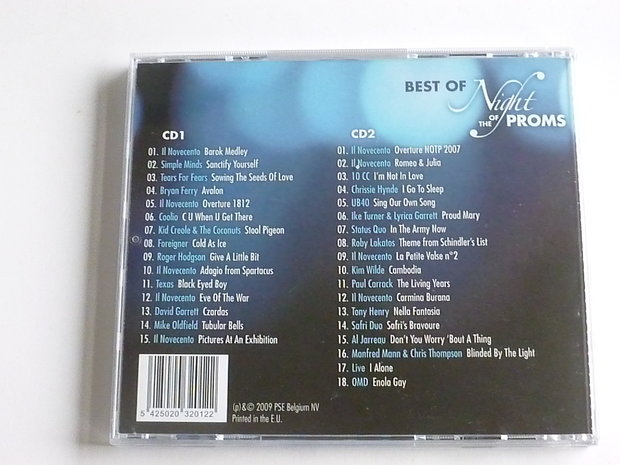 BEST OF Night
OF THE PROMS
CD1
01. Il Novecento Barok Medley
02. Simple Minds Sanctify Yourself
03. Tears For Fears Sowing The Seeds Of Love
04. Bryan Ferry Avalon
05. Il Novecento Overture 1812
06. Coolio C U When U Get There
07. Kid Creole & The Coconuts Stool Pigeon
08. Foreigner Cold As Ice
09. Roger Hodgson Give A Little Bit
10. Il Novecento Adagio from Spartacus
11. Texas Black Eyed Boy
12. Il Novecento Eve Of The War
13. David Garrett Czardas
14. Mike Oldfield Tubular Bells
15. Il Novecento Pictures At An Exhibition
CD2
01. Il Novecento Overture NOTP 2007
02. Il Novecento Romeo & Julia
03. 10 CC I'm Not In Love
04. Chrissie Hynde I Go To Sleep
05. UB40 Sing Our Own Song
06. Ike Turner & Lyrica Garrett Proud Mary
07. Status Quo In The Army Now
08. Roby Lakatos Theme from Schindler's List
09. Il Novecento La Petite Valse n°2
10. Kim Wilde Cambodia
11. Paul Carrack The Living Years
12. Il Novecento Carmina Burana
13. Tony Henry Nella Fantasia
14. Safri Duo Safri's Bravoure
15. Al Jarreau Don't You Worry 'Bout A Thing
16. Manfred Mann & Chris Thompson Blinded By The Light
17. Live I Alone
18. OMD Enola Gay
5 425020 320122
(p)&© 2009 PSE Belgium NV
Printed in the E.U.